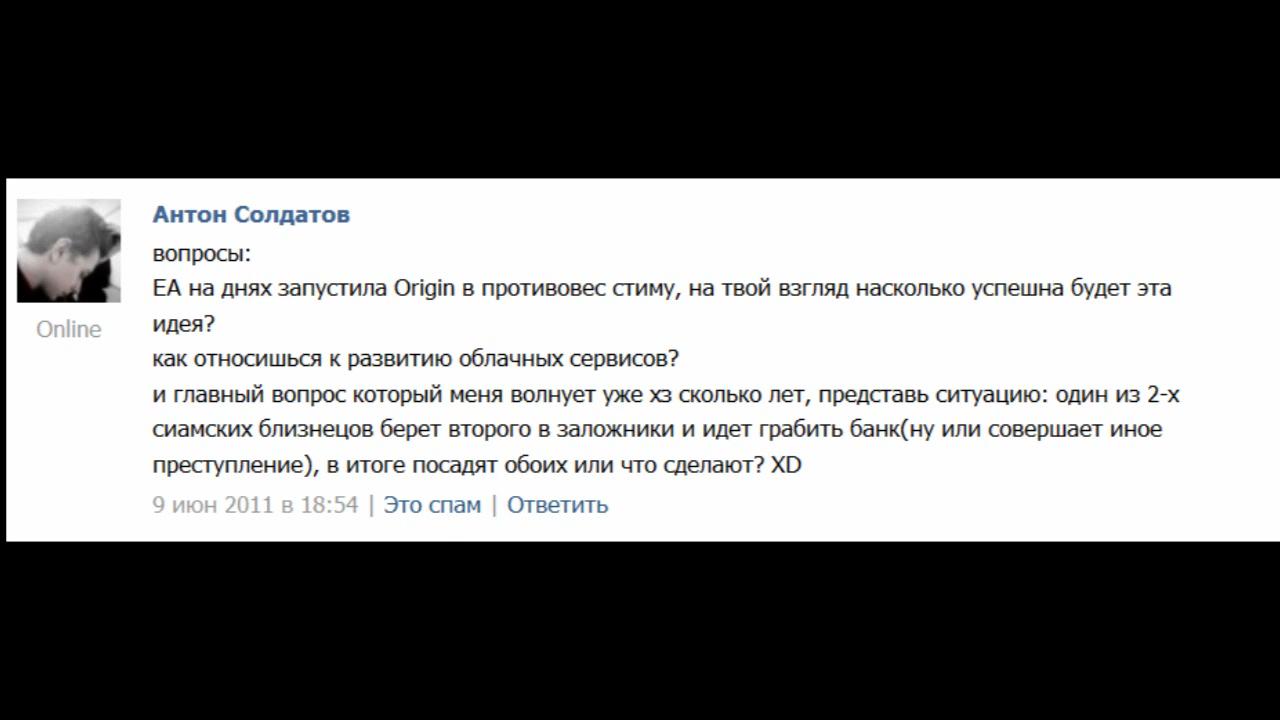 Антон Солдатов
вопросы:
EA на днях запустила Origin в противовес стиму, на твой взгляд насколько успешна будет эта
идея?
как относишься к развитию облачных сервисов?
и главный вопрос который меня волнует уже хз сколько лет, представь ситуацию: один из 2-х
сиамских близнецов берет второго в заложники и идет грабить банк(ну или совершает иное
преступление), в итоге посадят обоих или что сделают? XD
Online
9 июн 2011 в 18:54 | Это спам | Ответить